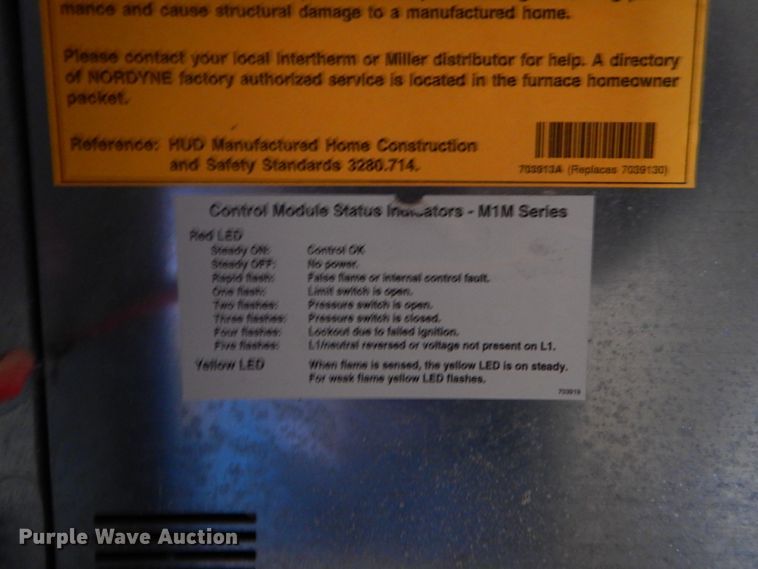 mance and cause structural damage to a manufactured home.
Please contact your local Intertherm or Miller distributor for help. A directory
of NORDYNE factory authorized service is located in the furnace homeowner
packet.
Reference: HUD Manufactured Home Construction
and Safety Standards 3280.714.
703913A (Replaces 7039130)
Control Module Status Indicators - M1M Series
Red LED
Steady ON: Control OK
Steady OFF: No power.
Rapid flash: False flame or internal control fault.
One flash: Limit switch is open.
Two flashes: Pressure switch is open.
Three flashes: Pressure switch is closed.
Four flashes: Lockout due to failed ignition.
Five flashes: L1/neutral reversed or voltage not present on L1.
Yellow LED When flame is sensed, the yellow LED is on steady.
For weak flame yellow LED flashes.
703919
Purple Wave Auction